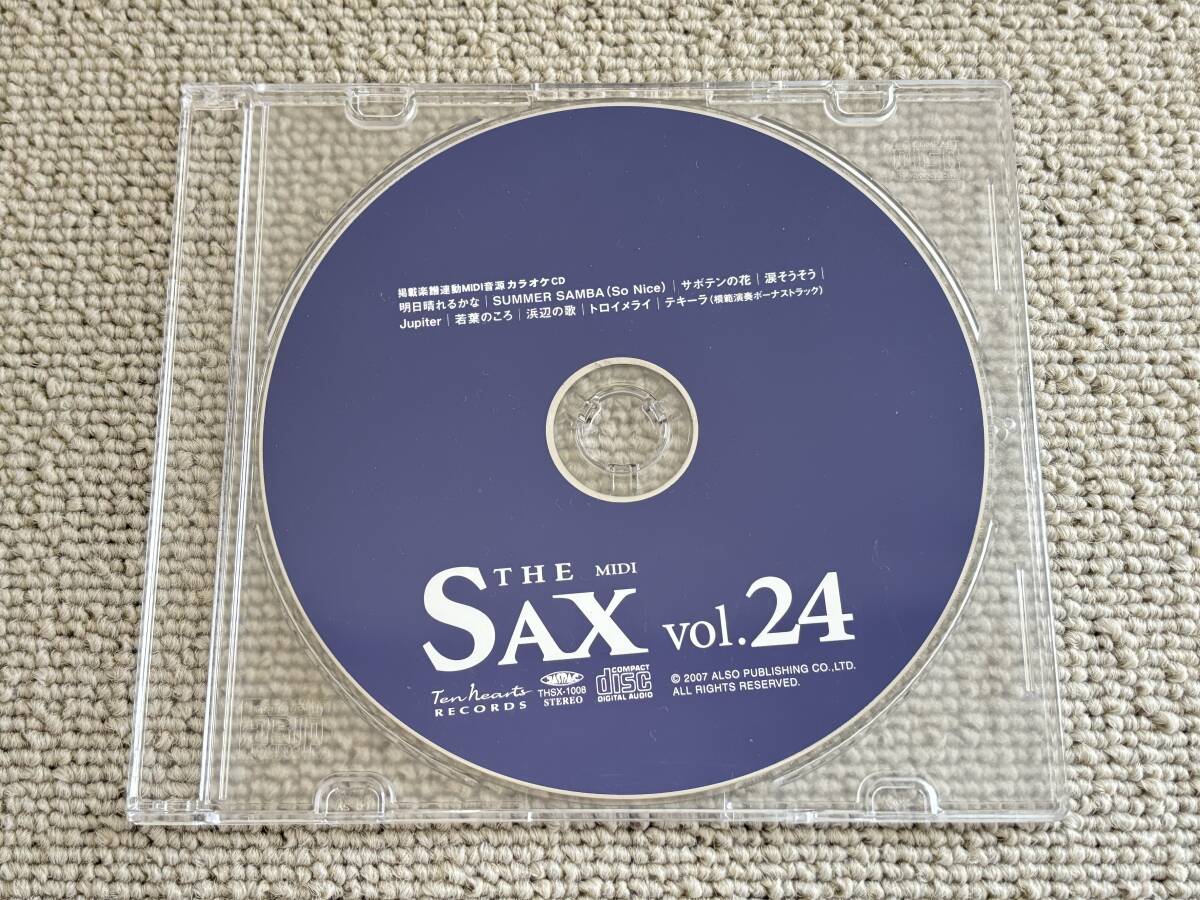 掲載楽譜連動MIDI音源カラオケCD
明日晴れるかな｜SUMMER SAMBA（So Nice）｜サボテンの花｜涙そうそう｜
Jupiter｜若葉のころ｜浜辺の歌｜トロイメライ｜テキーラ（模範演奏ボーナストラック）
THE MIDI
SAX vol.24
Ten hearts
RECORDS
JASRAC
THSX-1008
STEREO
COMPACT
disc
DIGITAL AUDIO
© 2007 ALSO PUBLISHING CO.,LTD.
ALL RIGHTS RESERVED.